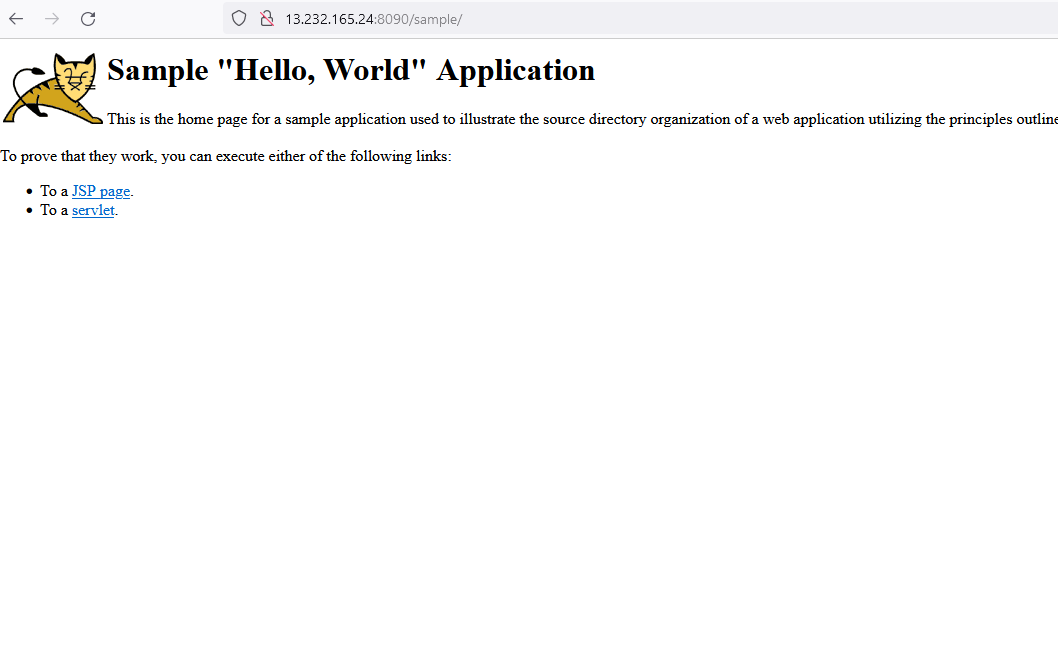 13.232.165.24:8090/sample/
Sample "Hello, World" Application
This is the home page for a sample application used to illustrate the source directory organization of a web application utilizing the principles outline
To prove that they work, you can execute either of the following links:
• To a JSP page.
• To a servlet.